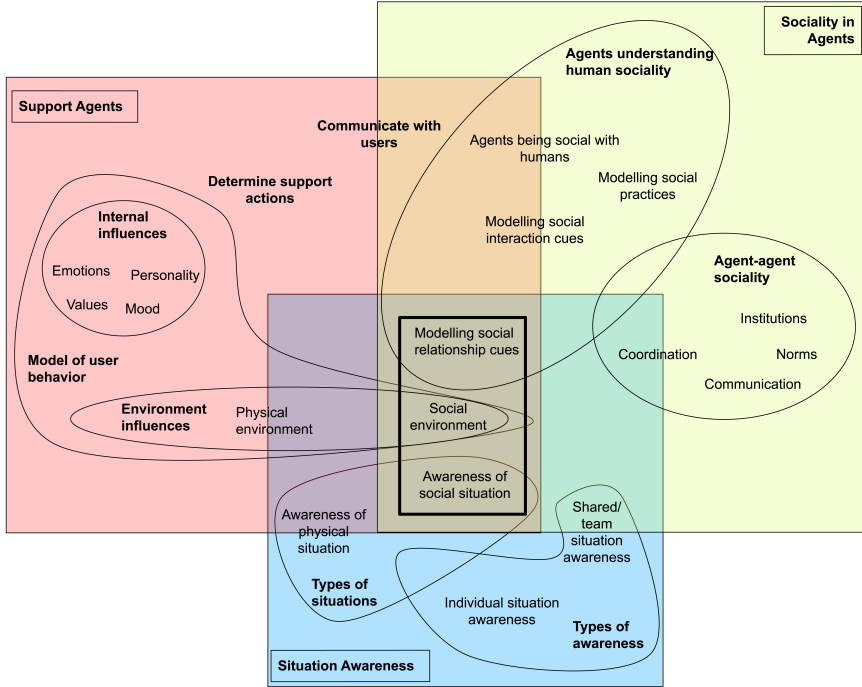 Sociality in
Agents
Agents understanding
human sociality
Support Agents
Communicate with
users
Agents being social with
humans
Modelling social
practices
Determine support
actions
Internal
influences
Modelling social
interaction cues
Emotions
Personality
Values
Mood
Agent-agent
sociality
Institutions
Coordination
Norms
Communication
Modelling social
relationship cues
Model of user
behavior
Environment
influences
Physical
environment
Social
environment
Awareness of
social situation
Awareness of
physical
situation
Shared/
team
situation
awareness
Types of
situations
Individual situation
awareness
Types of
awareness
Situation Awareness